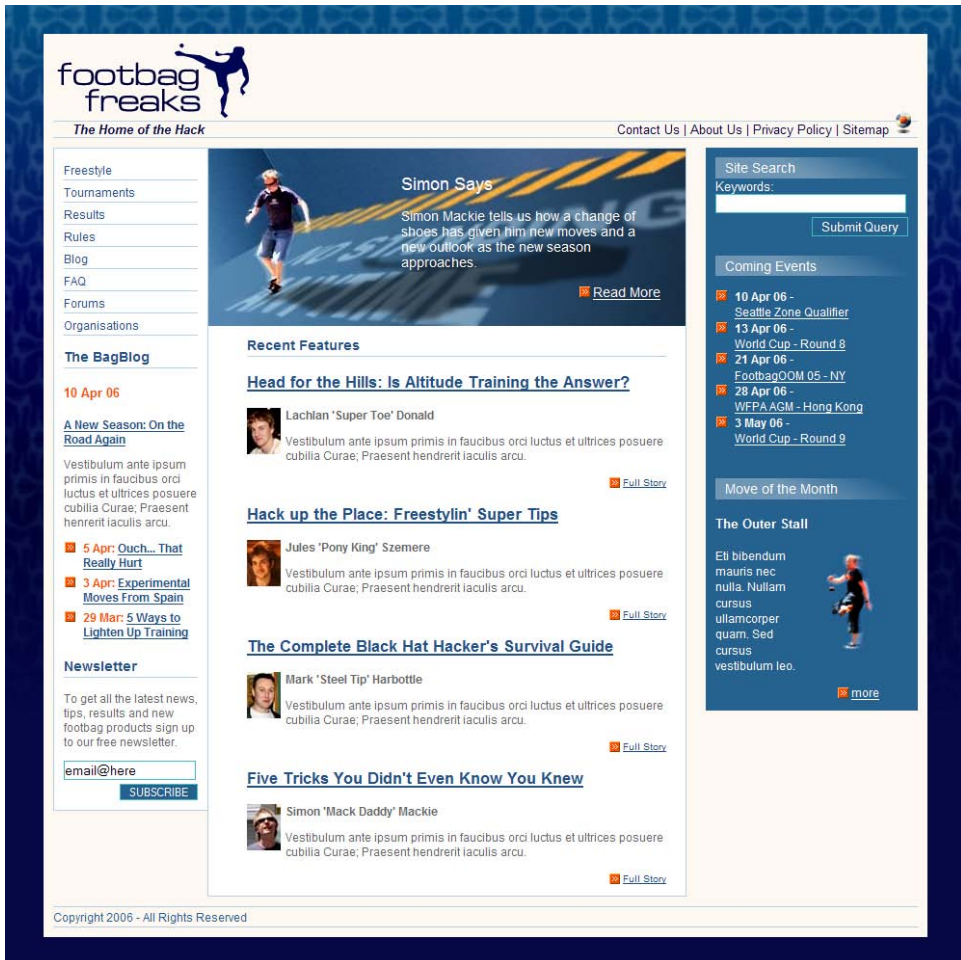 footbag
freaks
The Home of the Hack
Contact Us | About Us | Privacy Policy | Sitemap
Freestyle
Tournaments
Results
Rules
Blog
FAQ
Forums
Organisations
The BagBlog
10 Apr 06
A New Season: On the
Road Again
Vestibulum ante ipsum
primis in faucibus orci
luctus et ultrices posuere
cubilia Curae; Praesent
henrerit iaculis arcu.
5 Apr: Ouch... That
Really Hurt
3 Apr: Experimental
Moves From Spain
29 Mar: 5 Ways to
Lighten Up Training
Newsletter
To get all the latest news,
tips, results and new
footbag products sign up
to our free newsletter.
email@here
SUBSCRIBE
Simon Says
Simon Mackie tells us how a change of
shoes has given him new moves and a
new outlook as the new season
approaches.
Read More
Recent Features
Head for the Hills: Is Altitude Training the Answer?
Lachlan 'Super Toe' Donald
Vestibulum ante ipsum primis in faucibus orci luctus et ultrices posuere
cubilia Curae; Praesent hendrerit iaculis arcu.
Full Story
Hack up the Place: Freestylin' Super Tips
Jules 'Pony King' Szemere
Vestibulum ante ipsum primis in faucibus orci luctus et ultrices posuere
cubilia Curae; Praesent hendrerit iaculis arcu.
Full Story
The Complete Black Hat Hacker's Survival Guide
Mark 'Steel Tip' Harbottle
Vestibulum ante ipsum primis in faucibus orci luctus et ultrices posuere
cubilia Curae; Praesent hendrerit iaculis arcu.
Full Story
Five Tricks You Didn't Even Know You Knew
Simon 'Mack Daddy' Mackie
Vestibulum ante ipsum primis in faucibus orci luctus et ultrices posuere
cubilia Curae; Praesent hendrerit iaculis arcu.
Full Story
Site Search
Keywords:
Submit Query
Coming Events
10 Apr 06 -
Seattle Zone Qualifier
13 Apr 06 -
World Cup - Round 8
21 Apr 06 -
FootbagOOM 05 - NY
28 Apr 06 -
WFPA AGM - Hong Kong
3 May 06 -
World Cup - Round 9
Move of the Month
The Outer Stall
Eti bibendum
mauris nec
nulla. Nullam
cursus
ullamcorper
quam. Sed
cursus
vestibulum leo.
more
Copyright 2006 - All Rights Reserved